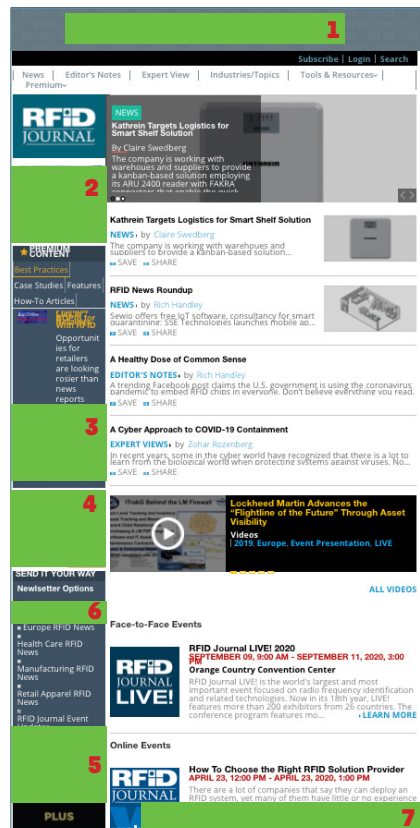 1
Subscribe | Login | Search
News | Editor's Notes | Expert View | Industries/Topics | Tools & Resources
Premium
RFID
JOURNAL
NEWS
Kathrein Targets Logistics for
Smart Shelf Solution
By Claire Swedberg
The company is working with
warehoues and suppliers to provide
a kanban-based solution employing
its ARU 2400 reader with FAKRA
connectors that enable the quick
2
Kathrein Targets Logistics for Smart Shelf Solution
NEWS › by Claire Swedberg
The company is working with warehoues and
suppliers to provide a kanban-based solution...
SAVE SHARE
PREMIUM
CONTENT
Best Practices
Case Studies Features
How-To Articles
Opportunit
ies for
retailers
are looking
rosier than
news
reports
RFID News Roundup
NEWS › by Rich Handley
Sewio offers free IoT software, consultancy for smart
quarantining; SSE Technologies launches mobile ap...
SAVE SHARE
A Healthy Dose of Common Sense
EDITOR'S NOTES › by Rich Handley
A trending Facebook post claims the U.S. government is using the coronavirus
pandemic to embed RFID chips in everyone. Don't believe everything you read.
SAVE SHARE
3
A Cyber Approach to COVID-19 Containment
EXPERT VIEWS › by Zohar Rozenberg
In recent years, some in the cyber world have recognized that there is a lot to
learn from the biological world when protecting systems against viruses. No...
SAVE SHARE
4
Lockheed Martin Advances the
"Flightline of the Future" Through Asset
Visibility
Videos
| 2019, Europe, Event Presentation, LIVE
SEND IT YOUR WAY
Newsletter Options
ALL VIDEOS
6
Europe RFID News
Health Care RFID
News
Manufacturing RFID
News
Retail Apparel RFID
News
RFID Journal Event
Updates
Face-to-Face Events
RFID
JOURNAL
LIVE!
RFID Journal LIVE! 2020
SEPTEMBER 09, 9:00 AM - SEPTEMBER 11, 2020, 3:00
PM
Orange Country Convention Center
RFID Journal LIVE! is the world's largest and most
important event focused on radio frequency identification
and related technologies. Now in its 18th year, LIVE!
features more than 200 exhibitors from 26 countries. The
conference program features mo...
› LEARN MORE
5
Online Events
RFID
JOURNAL
How To Choose the Right RFID Solution Provider
APRIL 23, 12:00 PM - APRIL 23, 2020, 1:00 PM
There are a lot of companies that say they can deploy an
RFID system, yet many of them have little or no experience
PLUS
7